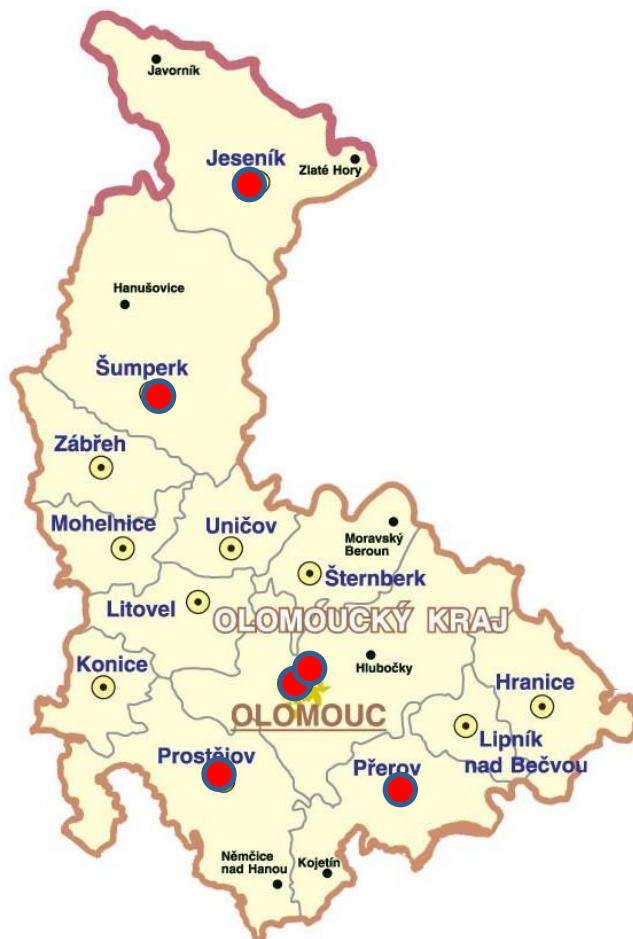 Javorník
Jeseník
Zlaté Hory
Hanušovice
Šumperk
Zábřeh
Mohelnice
Uničov
Moravský
Beroun
Šternberk
Litovel
OLOMOUCKÝ KRAJ
Konice
Hlubočky
Hranice
OLOMOUC
Lipník
nad Bečvou
Prostějov
Přerov
Němčice
nad Hanou
Kojetín